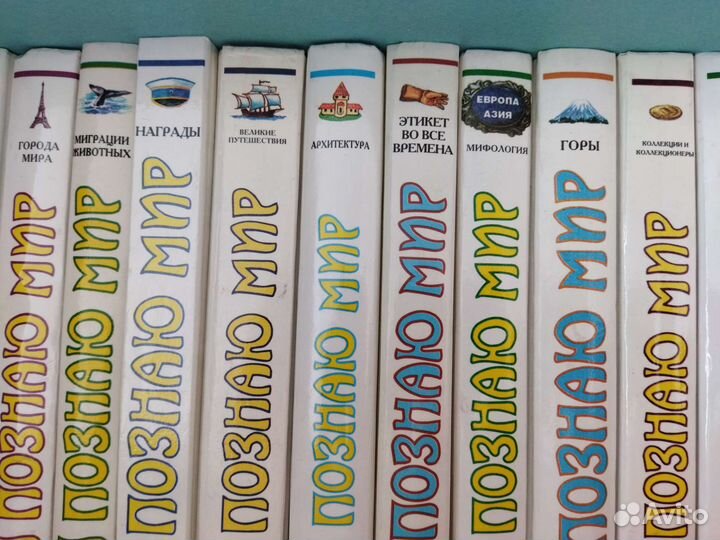 ГОРОДА
МИРА
ПОЗНАЮ МИР
МИГРАЦИИ
ЖИВОТНЫХ
ПОЗНАЮ МИР
НАГРАДЫ
ПОЗНАЮ МИР
ВЕЛИКИЕ
ПУТЕШЕСТВИЯ
ПОЗНАЮ МИР
АРХИТЕКТУРА
ПОЗНАЮ МИР
ЭТИКЕТ
ВО ВСЕ
ВРЕМЕНА
ПОЗНАЮ МИР
ЕВРОПА
АЗИЯ
МИФОЛОГИЯ
ПОЗНАЮ МИР
ГОРЫ
ПОЗНАЮ МИР
КОЛЛЕКЦИИ И
КОЛЛЕКЦИОНЕРЫ
ПОЗНАЮ МИР
Avito